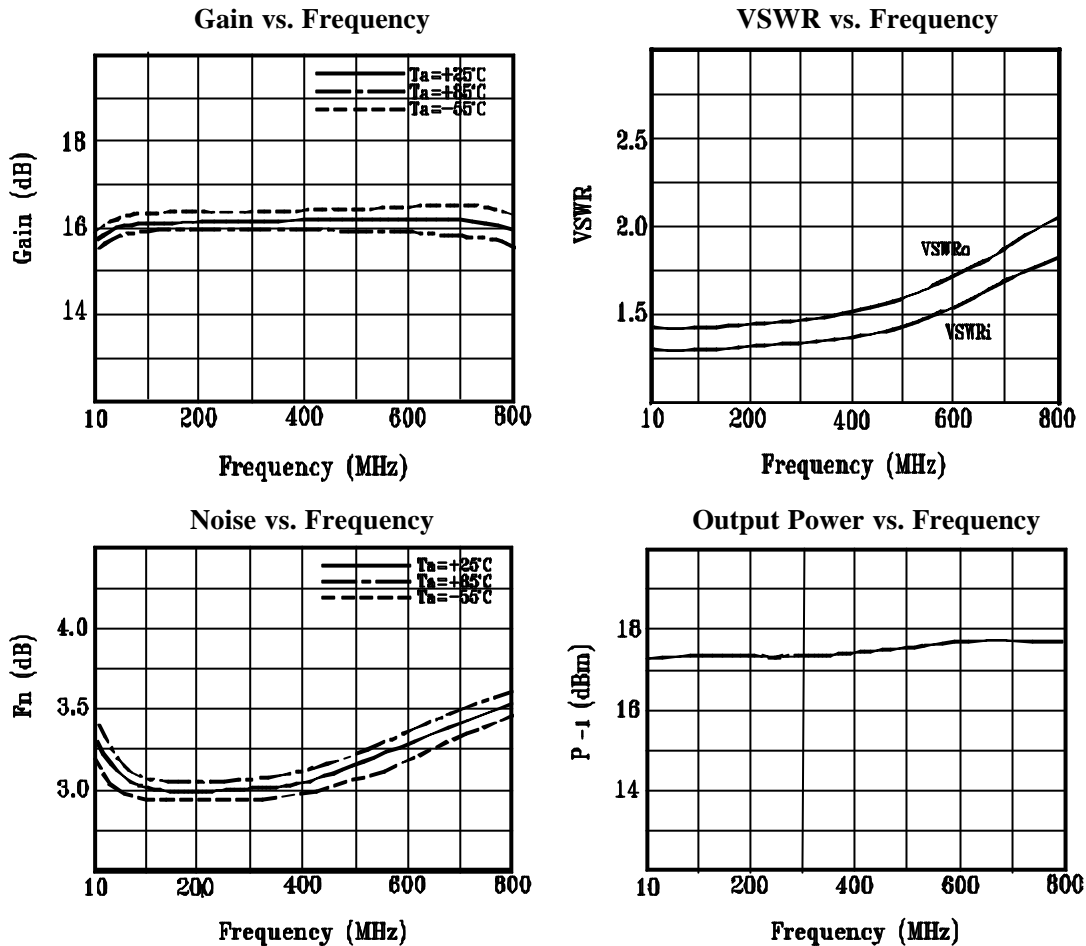 Gain vs. Frequency
Ta=+25°C
Ta=+85°C
Ta=-55°C
18
16
14
Gain (dB)
10 200 400 600 800
Frequency (MHz)
VSWR vs. Frequency
2.5
2.0
1.5
VSWR
VSWRo
VSWRi
10 200 400 600 800
Frequency (MHz)
Noise vs. Frequency
Ta=+25°C
Ta=+85°C
Ta=-55°C
4.0
3.5
3.0
Fn (dB)
10 200 400 600 800
Frequency (MHz)
Output Power vs. Frequency
18
16
14
P -1 (dBm)
10 200 400 600 800
Frequency (MHz)